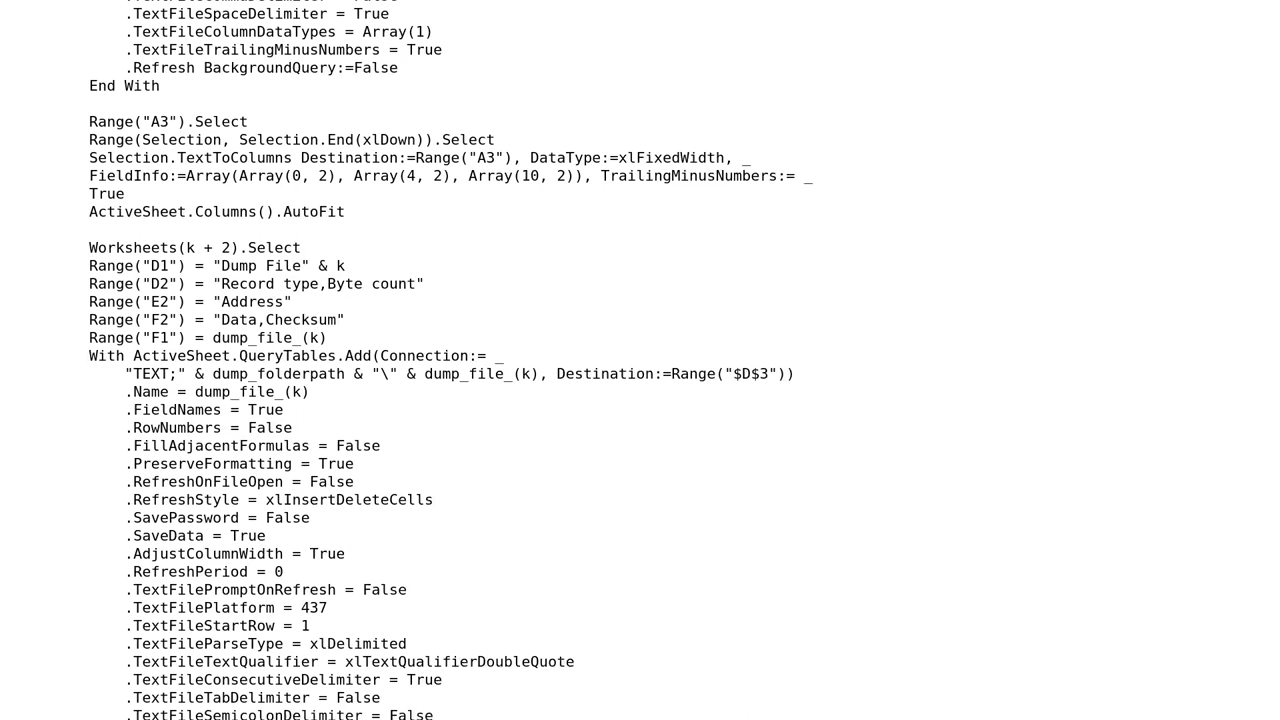 .TextFileSpaceDelimiter = True
.TextFileColumnDataTypes = Array(1)
.TextFileTrailingMinusNumbers = True
.Refresh BackgroundQuery:=False
End With
Range("A3").Select
Range(Selection, Selection.End(xlDown)).Select
Selection.TextToColumns Destination:=Range("A3"), DataType:=xlFixedWidth, _
FieldInfo:=Array(Array(0, 2), Array(4, 2), Array(10, 2)), TrailingMinusNumbers:= _
True
ActiveSheet.Columns().AutoFit
Worksheets(k + 2).Select
Range("D1") = "Dump File" & k
Range("D2") = "Record type,Byte count"
Range("E2") = "Address"
Range("F2") = "Data,Checksum"
Range("F1") = dump_file_(k)
With ActiveSheet.QueryTables.Add(Connection:= _
"TEXT;" & dump_folderpath & "\" & dump_file_(k), Destination:=Range("$D$3"))
.Name = dump_file_(k)
.FieldNames = True
.RowNumbers = False
.FillAdjacentFormulas = False
.PreserveFormatting = True
.RefreshOnFileOpen = False
.RefreshStyle = xlInsertDeleteCells
.SavePassword = False
.SaveData = True
.AdjustColumnWidth = True
.RefreshPeriod = 0
.TextFilePromptOnRefresh = False
.TextFilePlatform = 437
.TextFileStartRow = 1
.TextFileParseType = xlDelimited
.TextFileTextQualifier = xlTextQualifierDoubleQuote
.TextFileConsecutiveDelimiter = True
.TextFileTabDelimiter = False
.TextFileSemicolonDelimiter = False